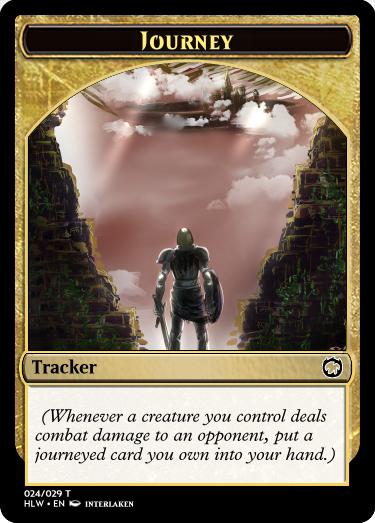 Journey
Tracker
(Whenever a creature you control deals
combat damage to an opponent, put a
journeyed card you own into your hand.)
024/029 T
HLW • EN INTERLAKEN